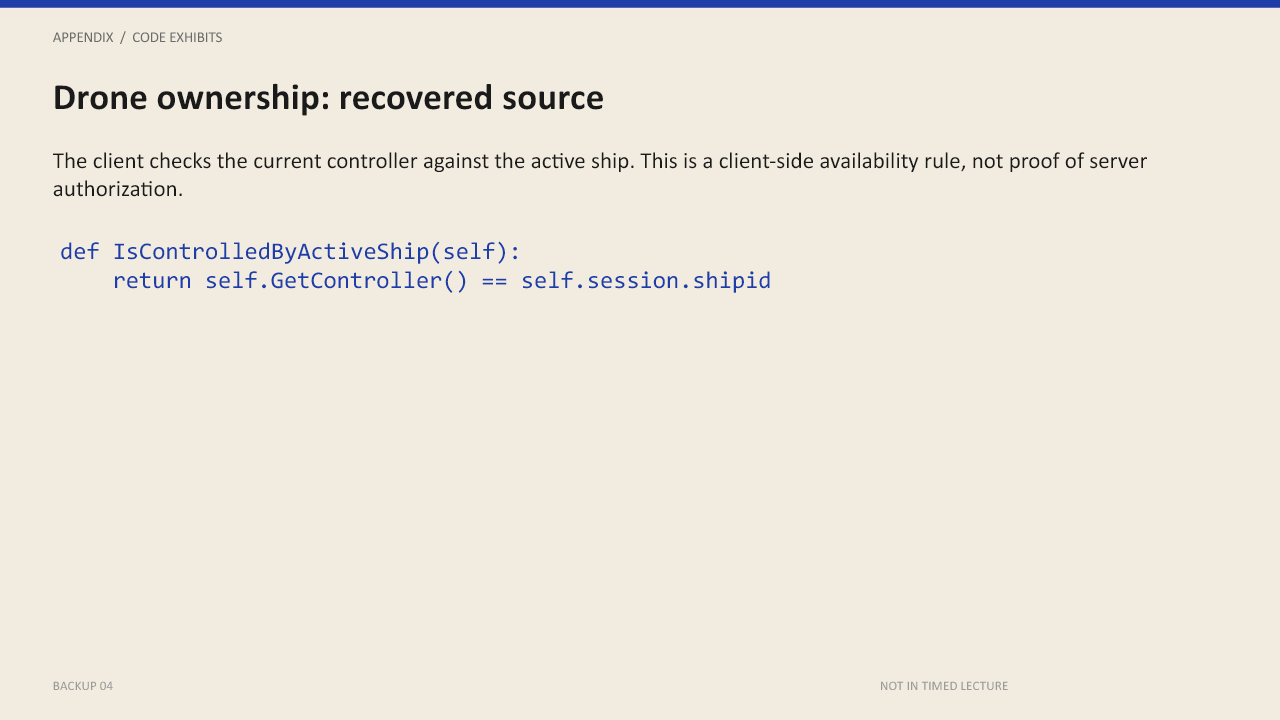 APPENDIX / CODE EXHIBITS
Drone ownership: recovered source
The client checks the current controller against the active ship. This is a client-side availability rule, not proof of server
authorization.
def IsControlledByActiveShip(self):
    return self.GetController() == self.session.shipid
BACKUP 04
NOT IN TIMED LECTURE